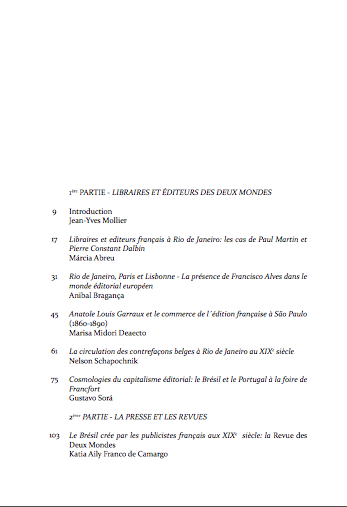 1ère PARTIE - LIBRAIRES ET ÉDITEURS DES DEUX MONDES
9 Introduction
Jean-Yves Mollier
17 Libraires et editeurs français à Rio de Janeiro: les cas de Paul Martin et
Pierre Constant Dalbin
Márcia Abreu
31 Rio de Janeiro, Paris et Lisbonne - La présence de Francisco Alves dans le
monde éditorial européen
Anibal Bragança
45 Anatole Louis Garraux et le commerce de l´édition française à São Paulo
(1860-1890)
Marisa Midori Deaecto
61 La circulation des contrefaçons belges à Rio de Janeiro au XIXe siècle
Nelson Schapochnik
75 Cosmologies du capitalisme éditorial: le Brésil et le Portugal à la foire de
Francfort
Gustavo Sorá
2ème PARTIE - LA PRESSE ET LES REVUES
103 Le Brésil crée par les publicistes français aux XIXe siècle: la Revue des
Deux Mondes
Katia Aily Franco de Camargo